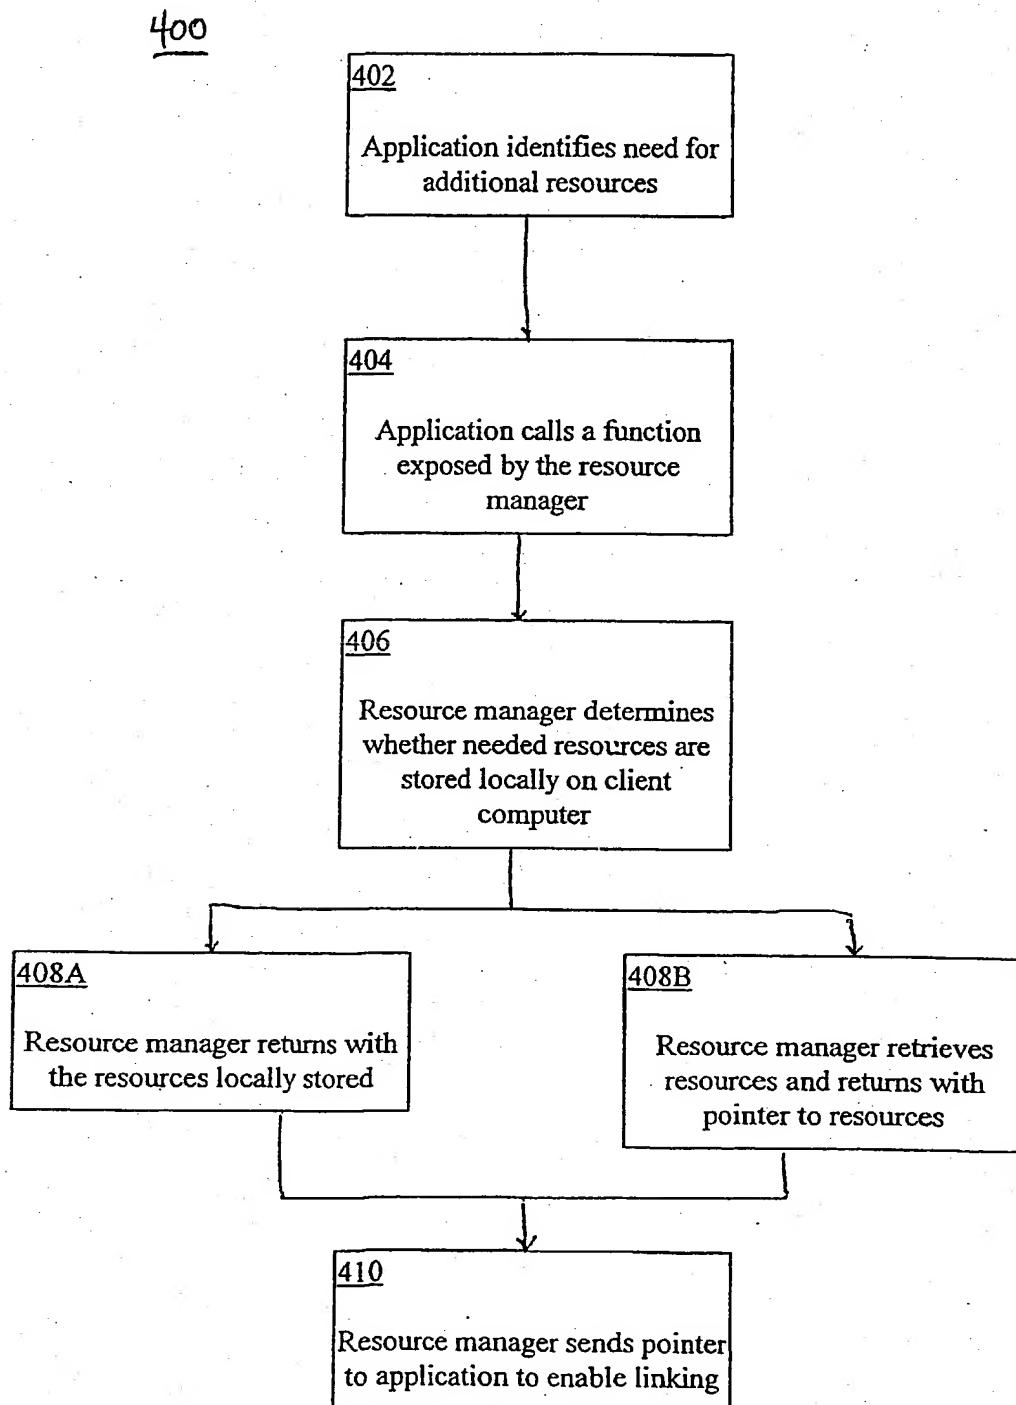 400
402
Application identifies need for
additional resources
404
Application calls a function
exposed by the resource
manager
406
Resource manager determines
whether needed resources are
stored locally on client
computer
408A
Resource manager returns with
the resources locally stored
408B
Resource manager retrieves
resources and returns with
pointer to resources
410
Resource manager sends pointer
to application to enable linking